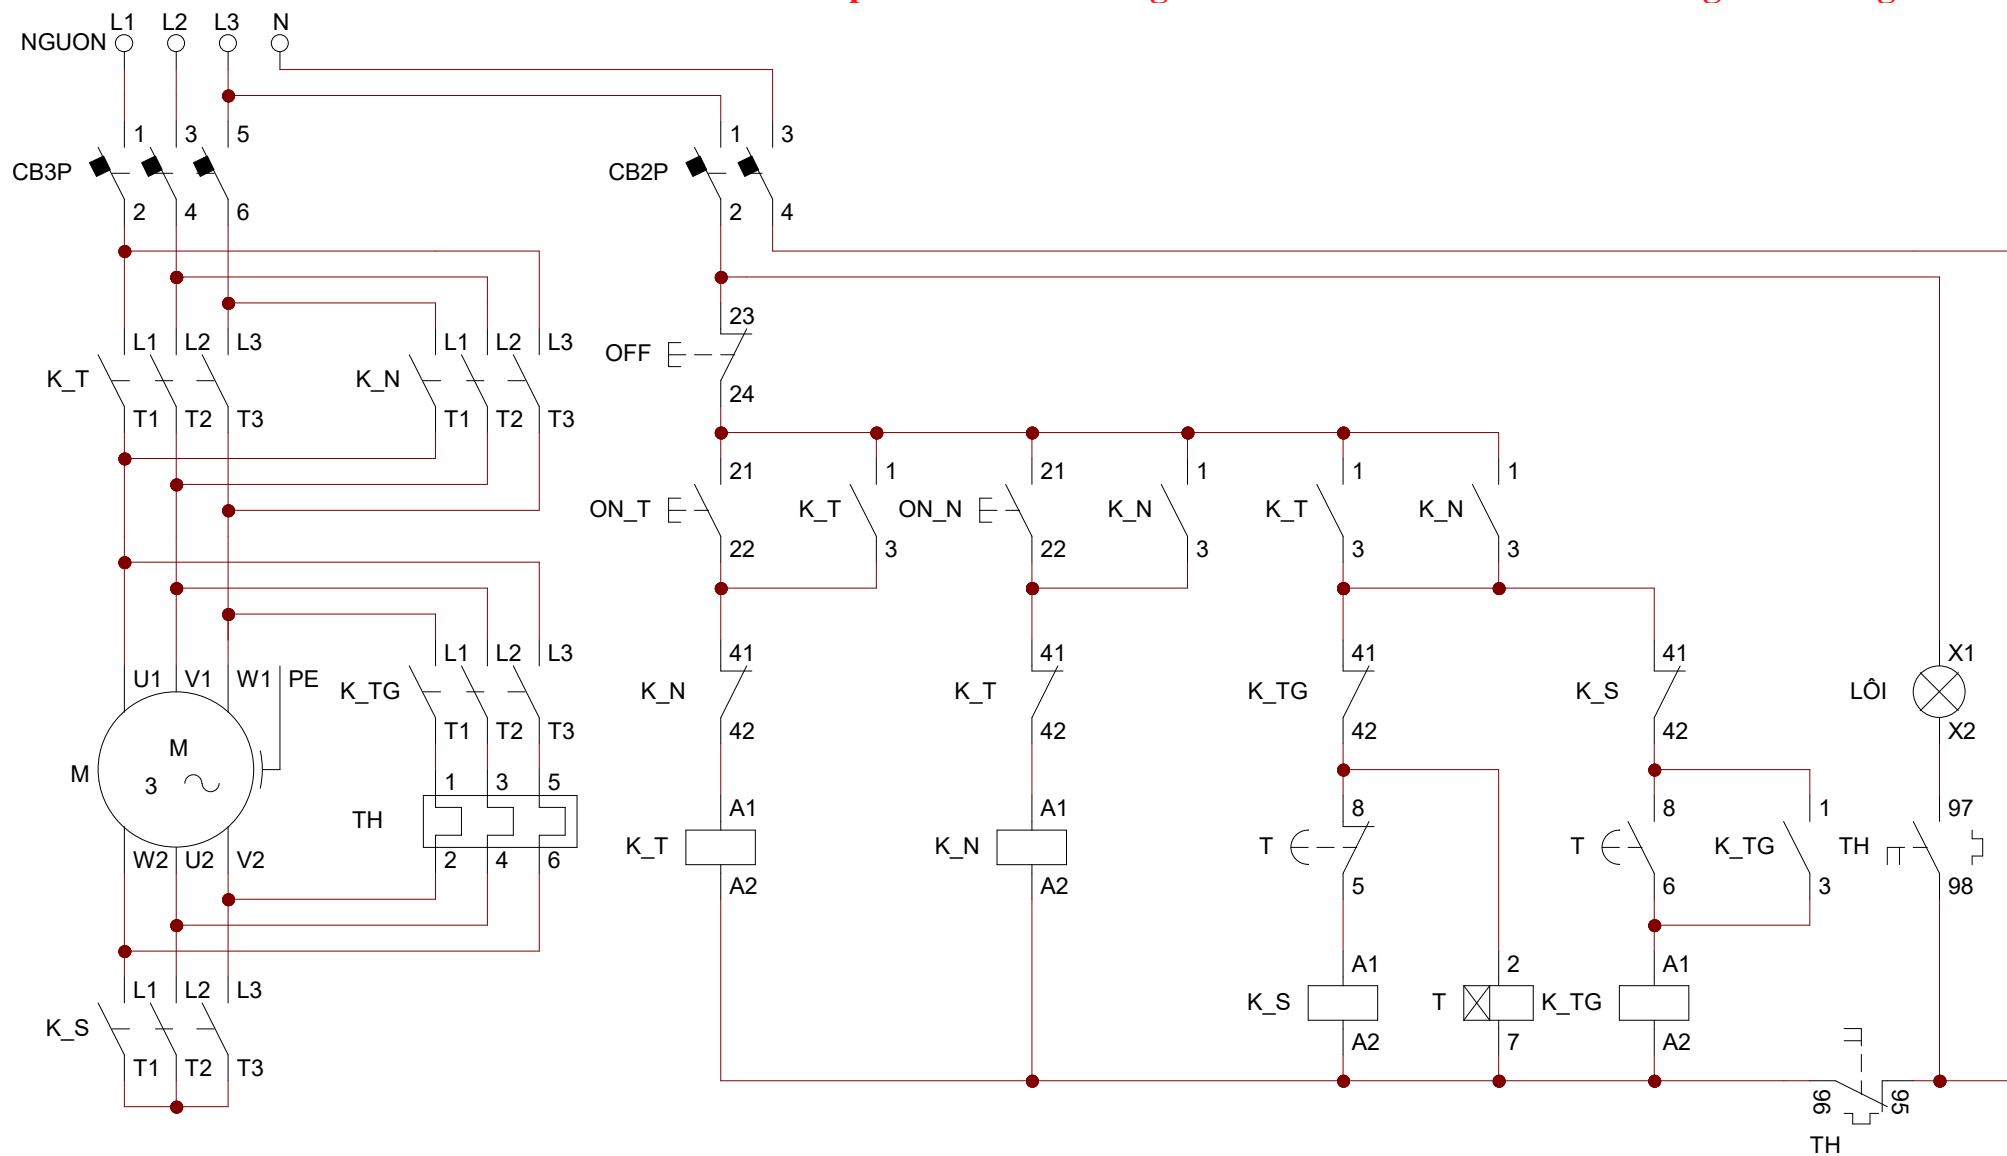 L1 L2 L3 N
NGUON
1 3 5 1 3
CB3P CB2P
2 4 6 2 4
23
L1 L2 L3 L1 L2 L3
OFF
K_T K_N
24
T1 T2 T3 T1 T2 T3
21 1 21 1 1 1
ON_T K_T ON_N K_N K_T K_N
22 3 22 3 3 3
L1 L2 L3 41 41 41 41 X1
U1 V1 W1 PE K_TG K_N K_T K_TG K_S LÔI
T1 T2 T3 42 42 42 42 X2
M
M
3
1 3 5 A1 A1 8 8 1 97
TH K_T K_N T T K_TG TH
W2 U2 V2 2 4 6 A2 A2 5 6 3 98
A1 2 A1
L1 L2 L3
K_S T K_TG
K_S
A2 7 A2
T1 T2 T3
96 95
TH